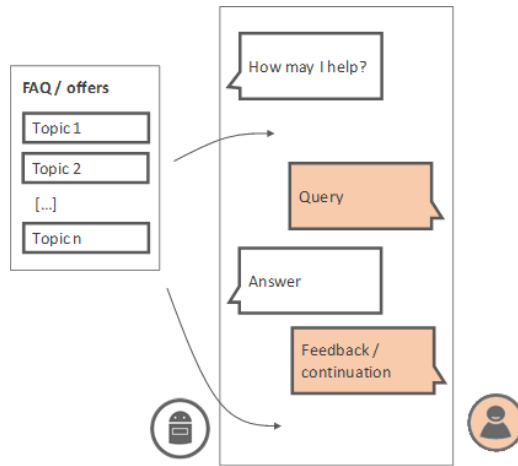 FAQ / offers
Topic 1
Topic 2
[...]
Topic n
How may I help?
Query
Answer
Feedback /
continuation